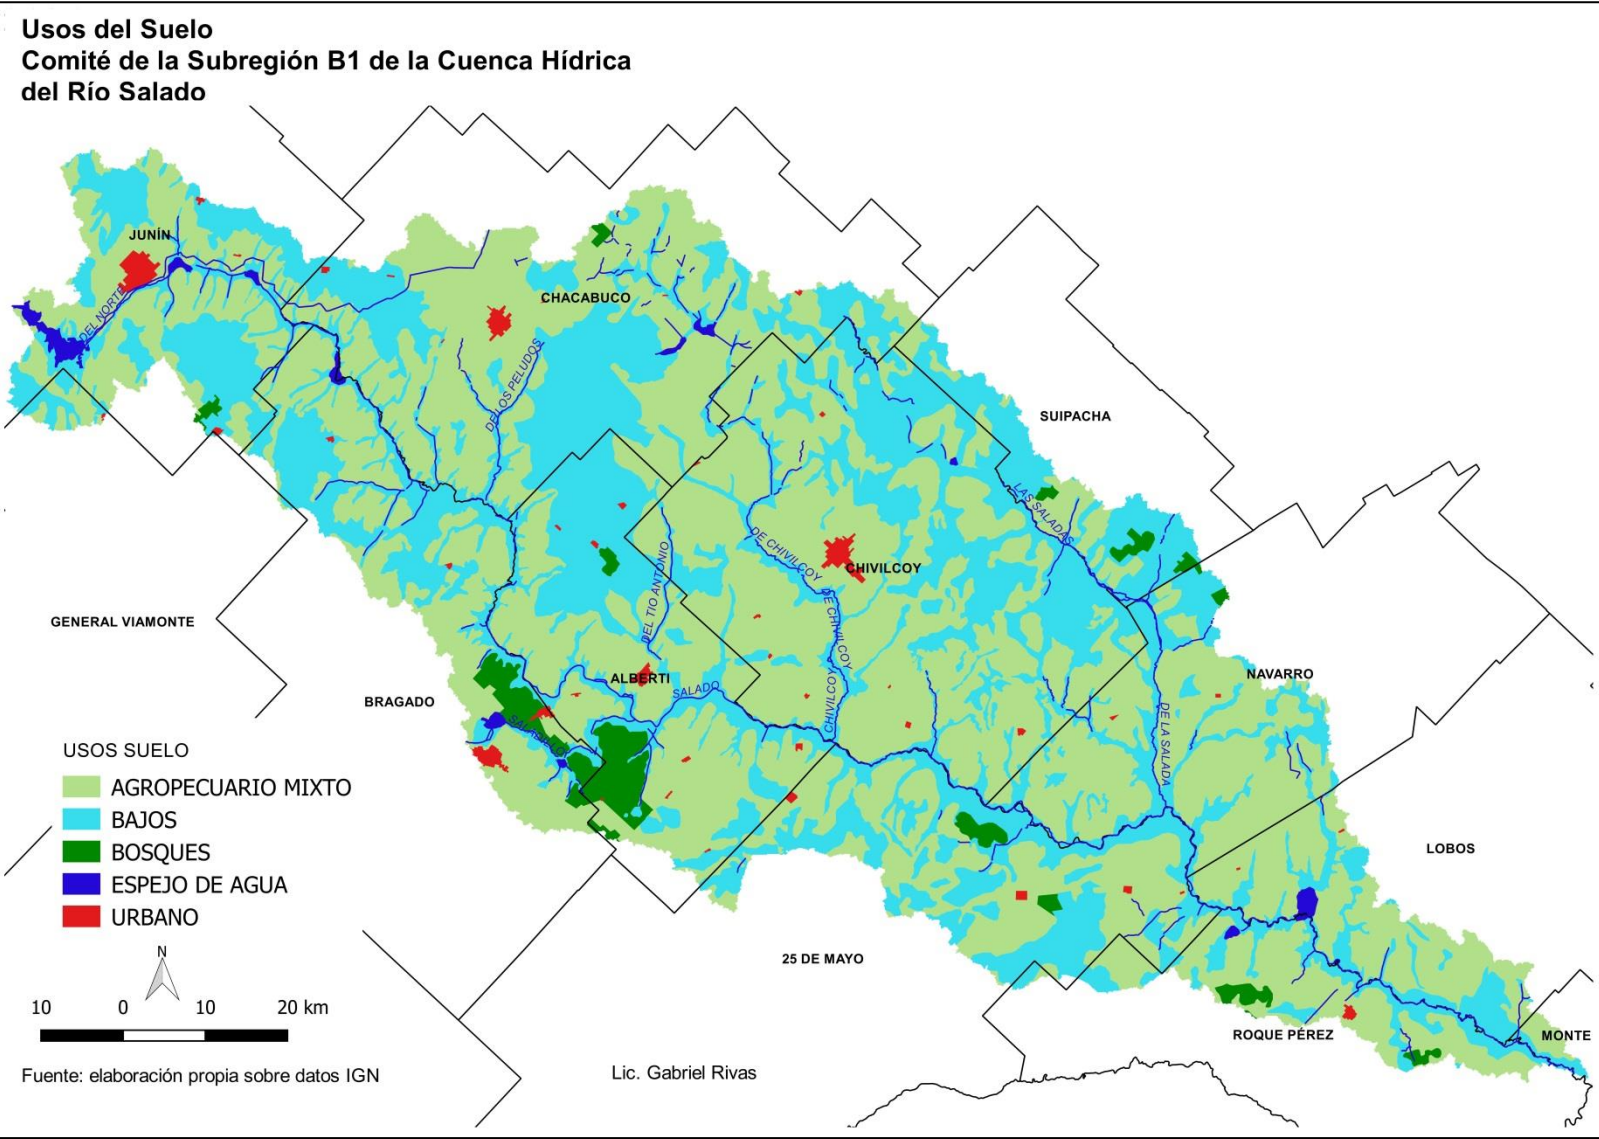 Usos del Suelo
Comité de la Subregión B1 de la Cuenca Hídrica
del Río Salado
JUNÍN
DEL NORTE
CHACABUCO
DE LOS PELUDOS
SUIPACHA
LAS SALADAS
DE CHIVILCOY
CHIVILCOY
DE CHIVILCOY
DEL TIO ANTONIO
GENERAL VIAMONTE
ALBERTI
SALADO
CHIVILCOY
NAVARRO
BRAGADO
SALADILLO
DE LA SALADA
USOS SUELO
AGROPECUARIO MIXTO
BAJOS
BOSQUES
ESPEJO DE AGUA
URBANO
LOBOS
25 DE MAYO
N
10 0 10 20 km
ROQUE PÉREZ
MONTE
Fuente: elaboración propia sobre datos IGN
Lic. Gabriel Rivas